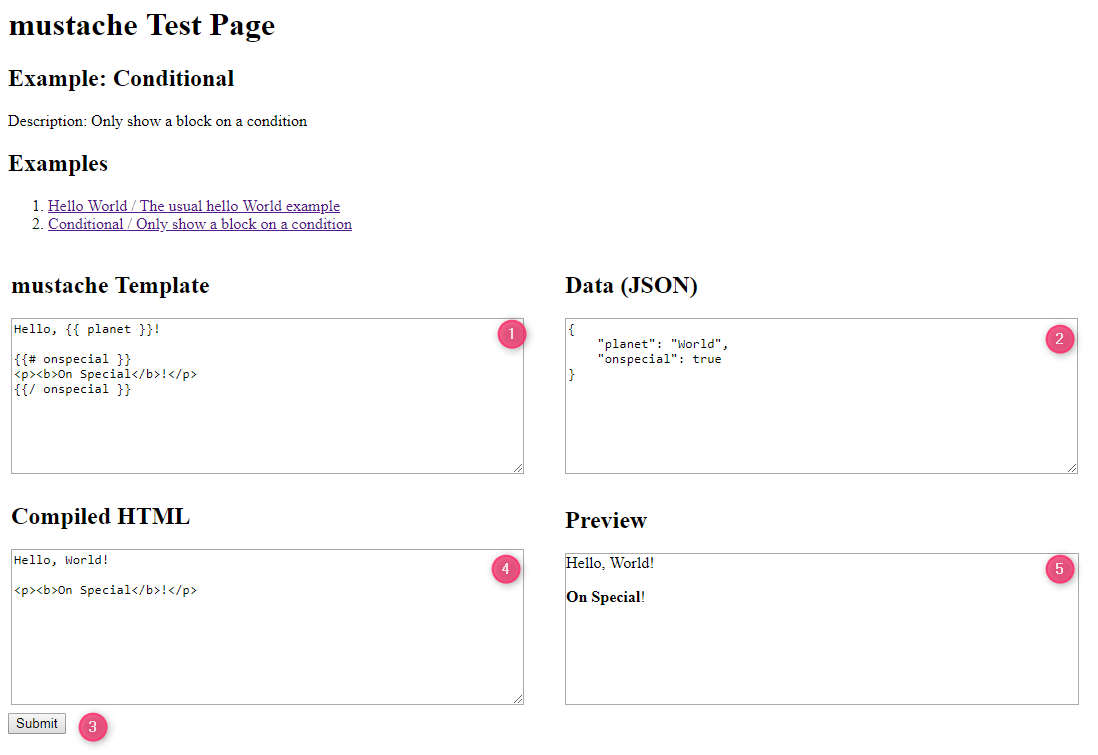 mustache Test Page
Example: Conditional
Description: Only show a block on a condition
Examples
1. Hello World / The usual hello World example
2. Conditional / Only show a block on a condition
mustache Template
Hello, {{ planet }}!
{{# onspecial }}
<p><b>On Special</b>!</p>
{{/ onspecial }}
1
Data (JSON)
{
"planet": "World",
"onspecial": true
}
2
Compiled HTML
Hello, World!
<p><b>On Special</b>!</p>
4
Preview
Hello, World!
On Special!
5
Submit
3